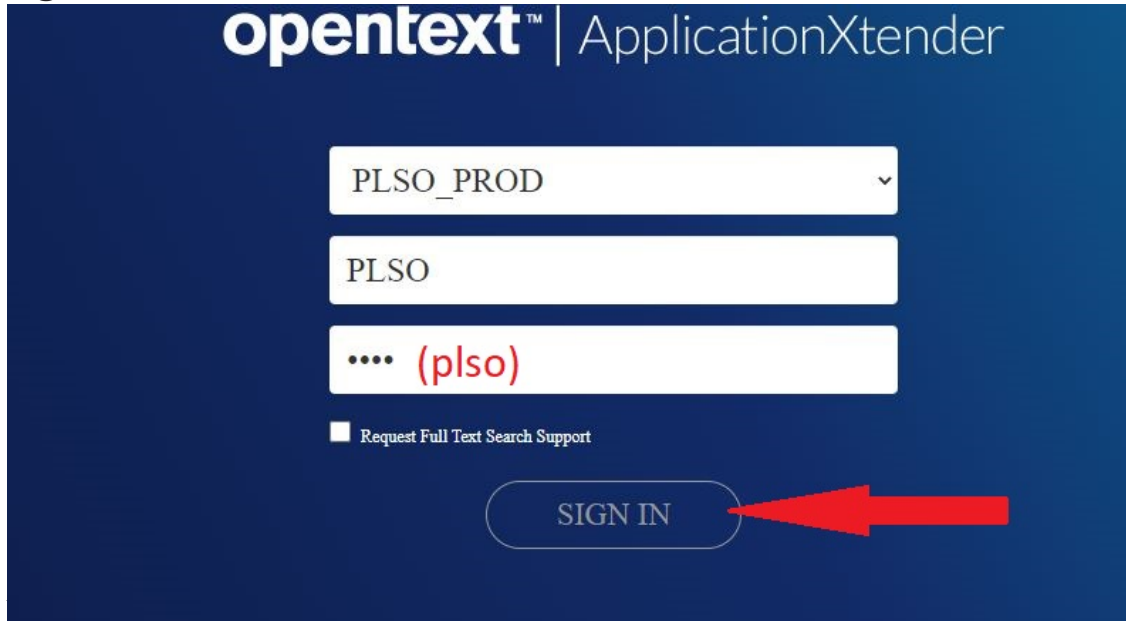 opentext™ | ApplicationXtender
PLSO_PROD
PLSO
•••• (plso)
Request Full Text Search Support
SIGN IN